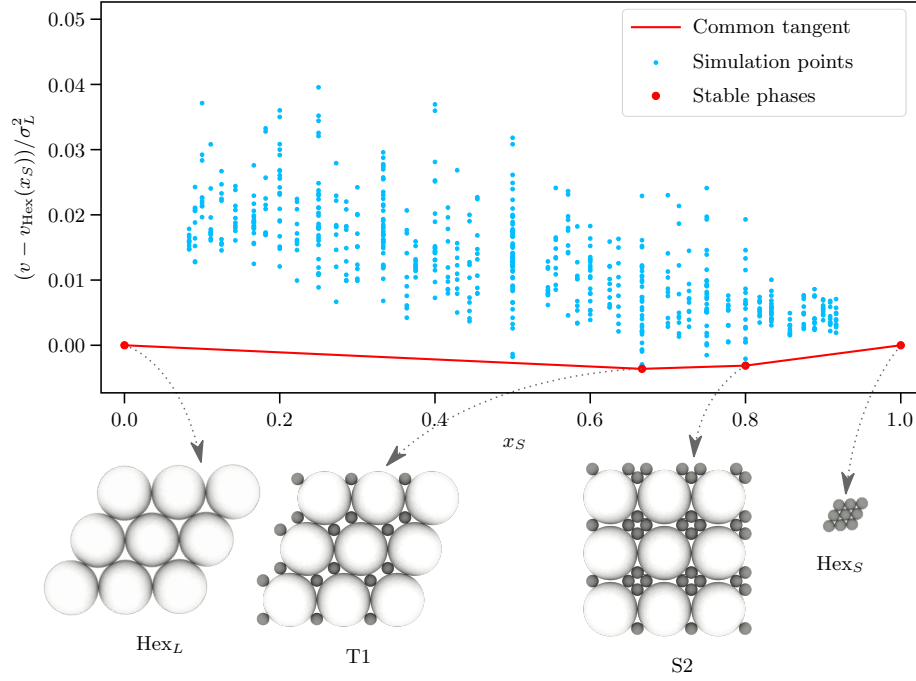 Common tangent
Simulation points
Stable phases
(v − v_Hex(x_S))/σ_L^2
0.05
0.04
0.03
0.02
0.01
0.00
0.0 0.2 0.4 0.6 0.8 1.0
x_S
Hex_L
T1
S2
Hex_S